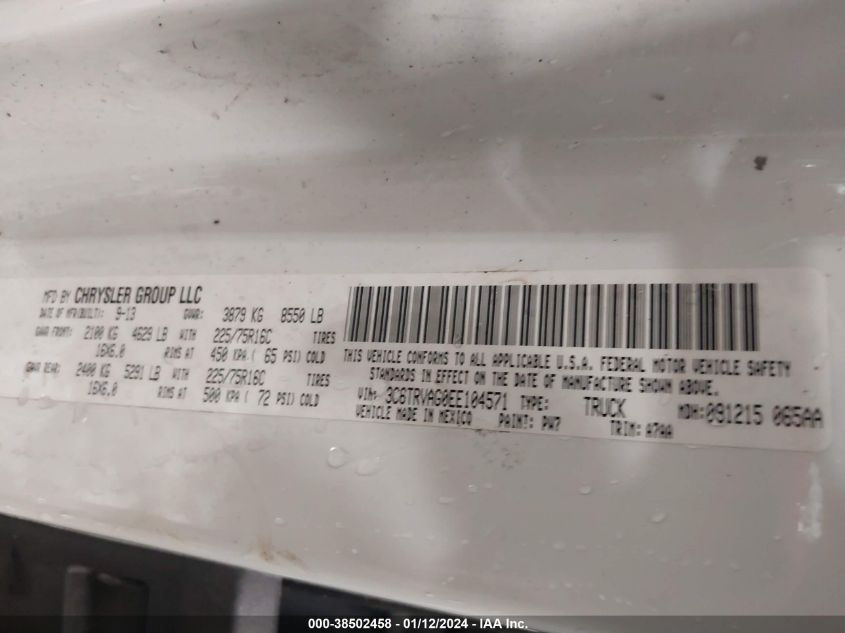 MFD BY CHRYSLER GROUP LLC
DATE OF MFR(BUILT): 9-13 GVWR: 3879 KG 8550 LB
GAWR FRONT: 2100 KG 4629 LB WITH 225/75R16C TIRES
16X6.0 RIMS AT 450 KPA.( 65 PSI) COLD
GAWR REAR: 2400 KG 5291 LB WITH 225/75R16C TIRES
16X6.0 RIMS AT 500 KPA ( 72 PSI) COLD
THIS VEHICLE CONFORMS TO ALL APPLICABLE U.S.A. FEDERAL MOTOR VEHICLE SAFETY
STANDARDS IN EFFECT ON THE DATE OF MANUFACTURE SHOWN ABOVE.
VIN: 3C6TRVAG0EE104571 TYPE: TRUCK MDH:091215 065AA
VEHICLE MADE IN MEXICO PAINT: PW7 TRIM: A7AA
000-38502458 - 01/12/2024 - IAA Inc.